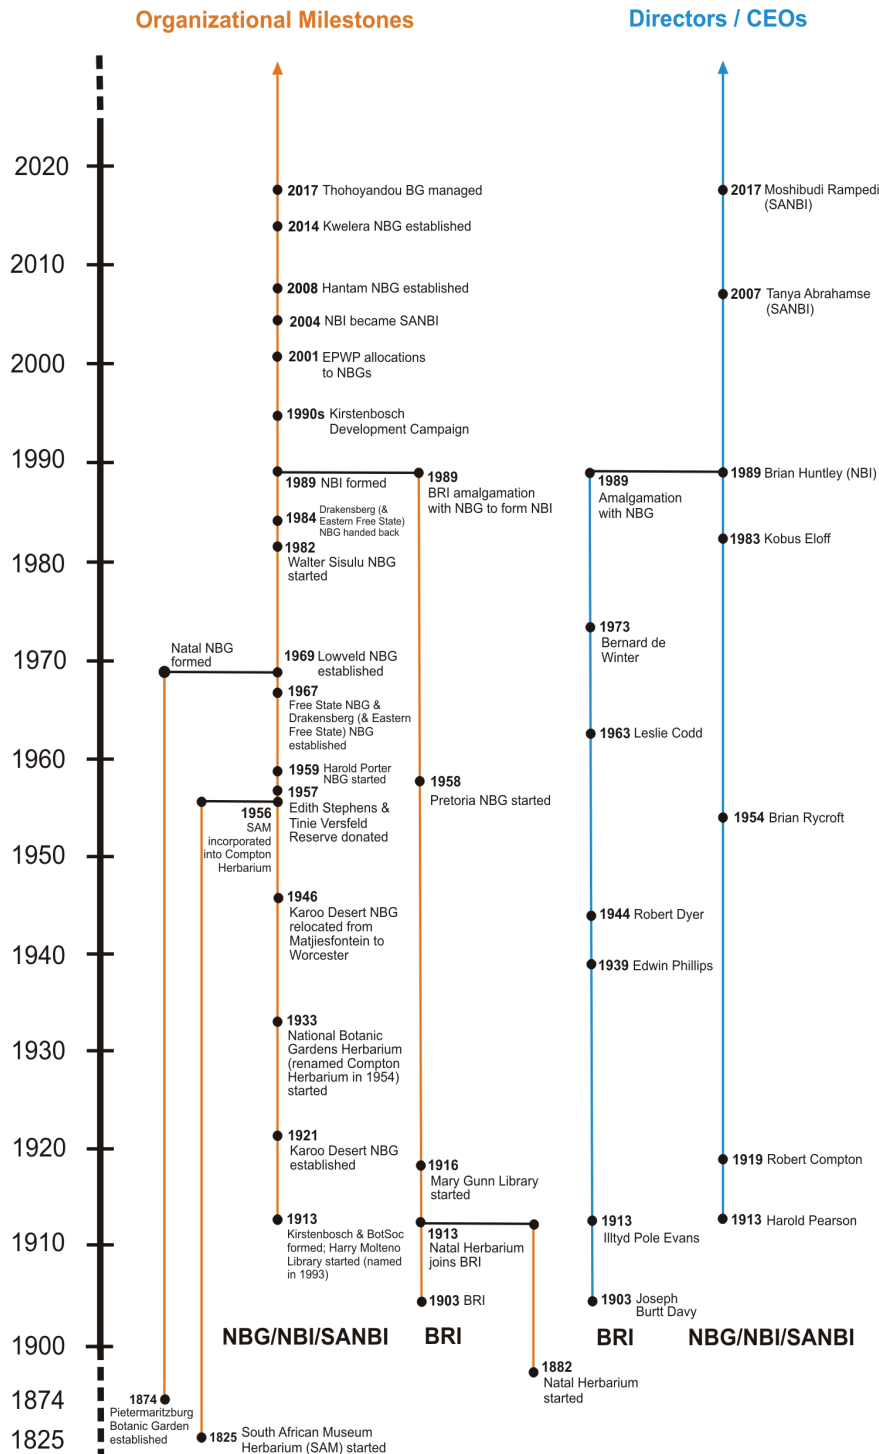 Organizational Milestones
Directors / CEOs
2020
2010
2000
1990
1980
1970
1960
1950
1940
1930
1920
1910
1900
1874
1825
2017 Thohoyandou BG managed
2014 Kwelera NBG established
2008 Hantam NBG established
2004 NBI became SANBI
2001 EPWP allocations
to NBGs
1990s Kirstenbosch
Development Campaign
1989 NBI formed
1984 Drakensberg (&
Eastern Free State)
NBG handed back
1982
Walter Sisulu NBG
started
Natal NBG
formed
1969 Lowveld NBG
established
1967
Free State NBG &
Drakensberg (& Eastern
Free State) NBG
established
1959 Harold Porter
NBG started
1957
Edith Stephens &
Tinie Versfeld
Reserve donated
1956
SAM
incorporated
into Compton
Herbarium
1946
Karoo Desert NBG
relocated from
Matjiesfontein to
Worcester
1933
National Botanic
Gardens Herbarium
(renamed Compton
Herbarium in 1954)
started
1921
Karoo Desert NBG
established
1913
Kirstenbosch & BotSoc
formed; Harry Molteno
Library started (named
in 1993)
NBG/NBI/SANBI
1874
Pietermaritzburg
Botanic Garden
established
1825 South African Museum
Herbarium (SAM) started
1989
BRI amalgamation
with NBG to form NBI
1958
Pretoria NBG started
1916
Mary Gunn Library
started
1913
Natal Herbarium
joins BRI
1903 BRI
BRI
1882
Natal Herbarium
started
1989
Amalgamation
with NBG
1973
Bernard de
Winter
1963 Leslie Codd
1944 Robert Dyer
1939 Edwin Phillips
1913
Illtyd Pole Evans
1903 Joseph
Burtt Davy
BRI
2017 Moshibudi Rampedi
(SANBI)
2007 Tanya Abrahamse
(SANBI)
1989 Brian Huntley (NBI)
1983 Kobus Eloff
1954 Brian Rycroft
1919 Robert Compton
1913 Harold Pearson
NBG/NBI/SANBI